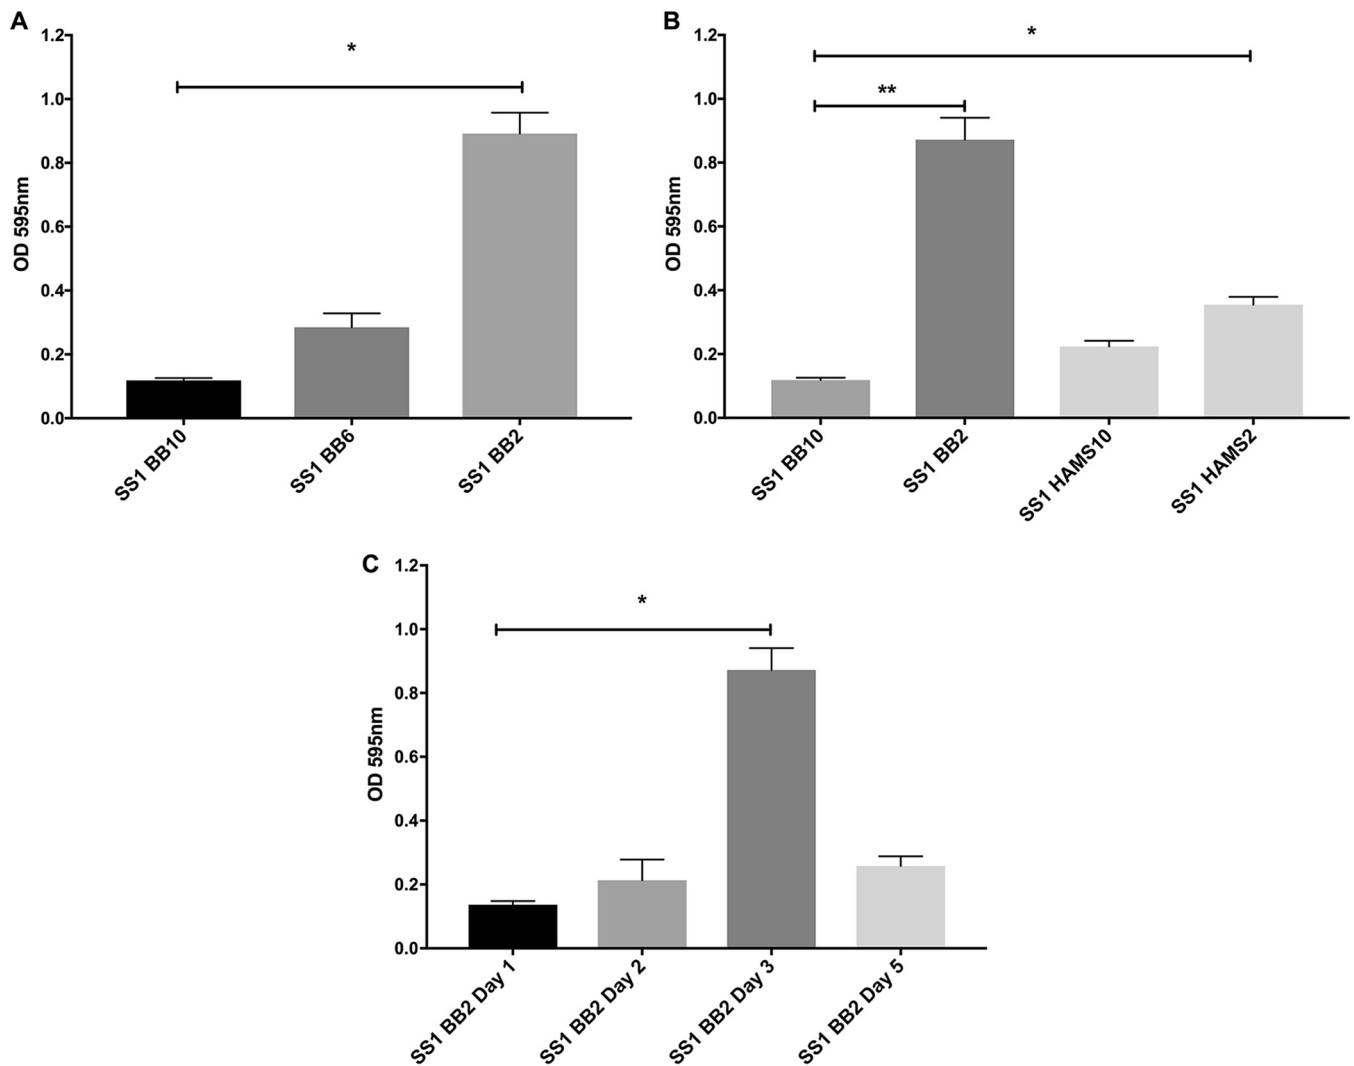 A
1.2
1.0
0.8
0.6
0.4
0.2
0.0
OD 595nm
*
SS1 BB10
SS1 BB6
SS1 BB2
B
1.2
1.0
0.8
0.6
0.4
0.2
0.0
OD 595nm
*
**
SS1 BB10
SS1 BB2
SS1 HAMS10
SS1 HAMS2
C
1.2
1.0
0.8
0.6
0.4
0.2
0.0
OD 595nm
*
SS1 BB2 Day 1
SS1 BB2 Day 2
SS1 BB2 Day 3
SS1 BB2 Day 5